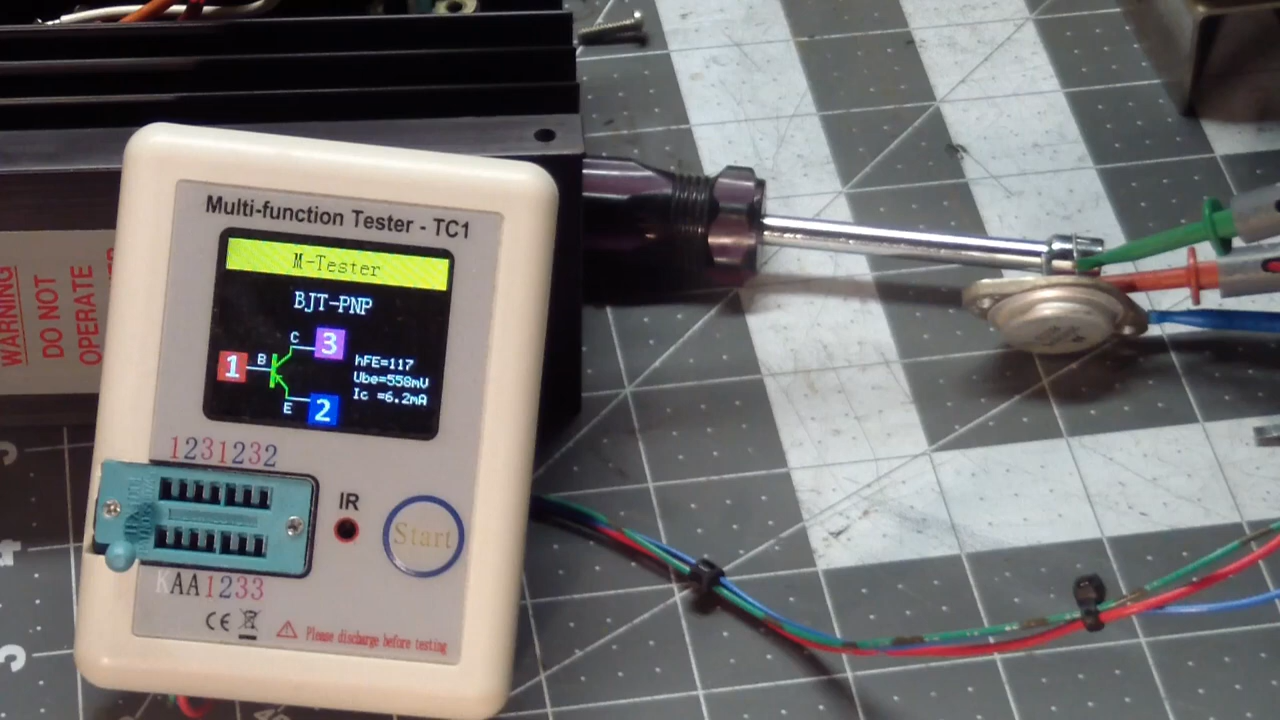 Multi-function Tester - TC1
M-Tester
BJT-PNP
C
3
1
B
hFE=117
Vbe=558mV
Ic =6.2mA
E
2
1231232
IR
Start
KAA1233
CE
Please discharge before testing
WARNING
DO NOT
OPERATE